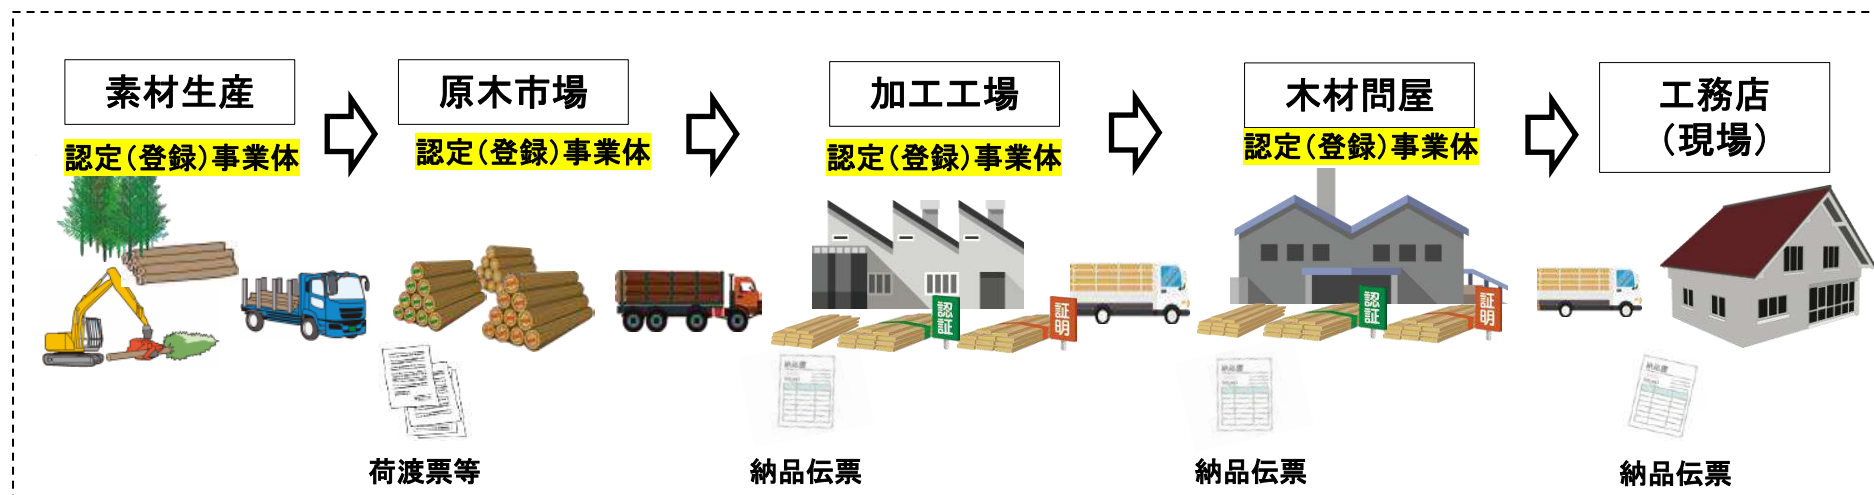 素材生産
認定(登録)事業体
原木市場
認定(登録)事業体
加工工場
認定(登録)事業体
木材問屋
認定(登録)事業体
工務店
(現場)
認証
証明
認証
証明
荷渡票等
納品伝票
納品伝票
納品伝票